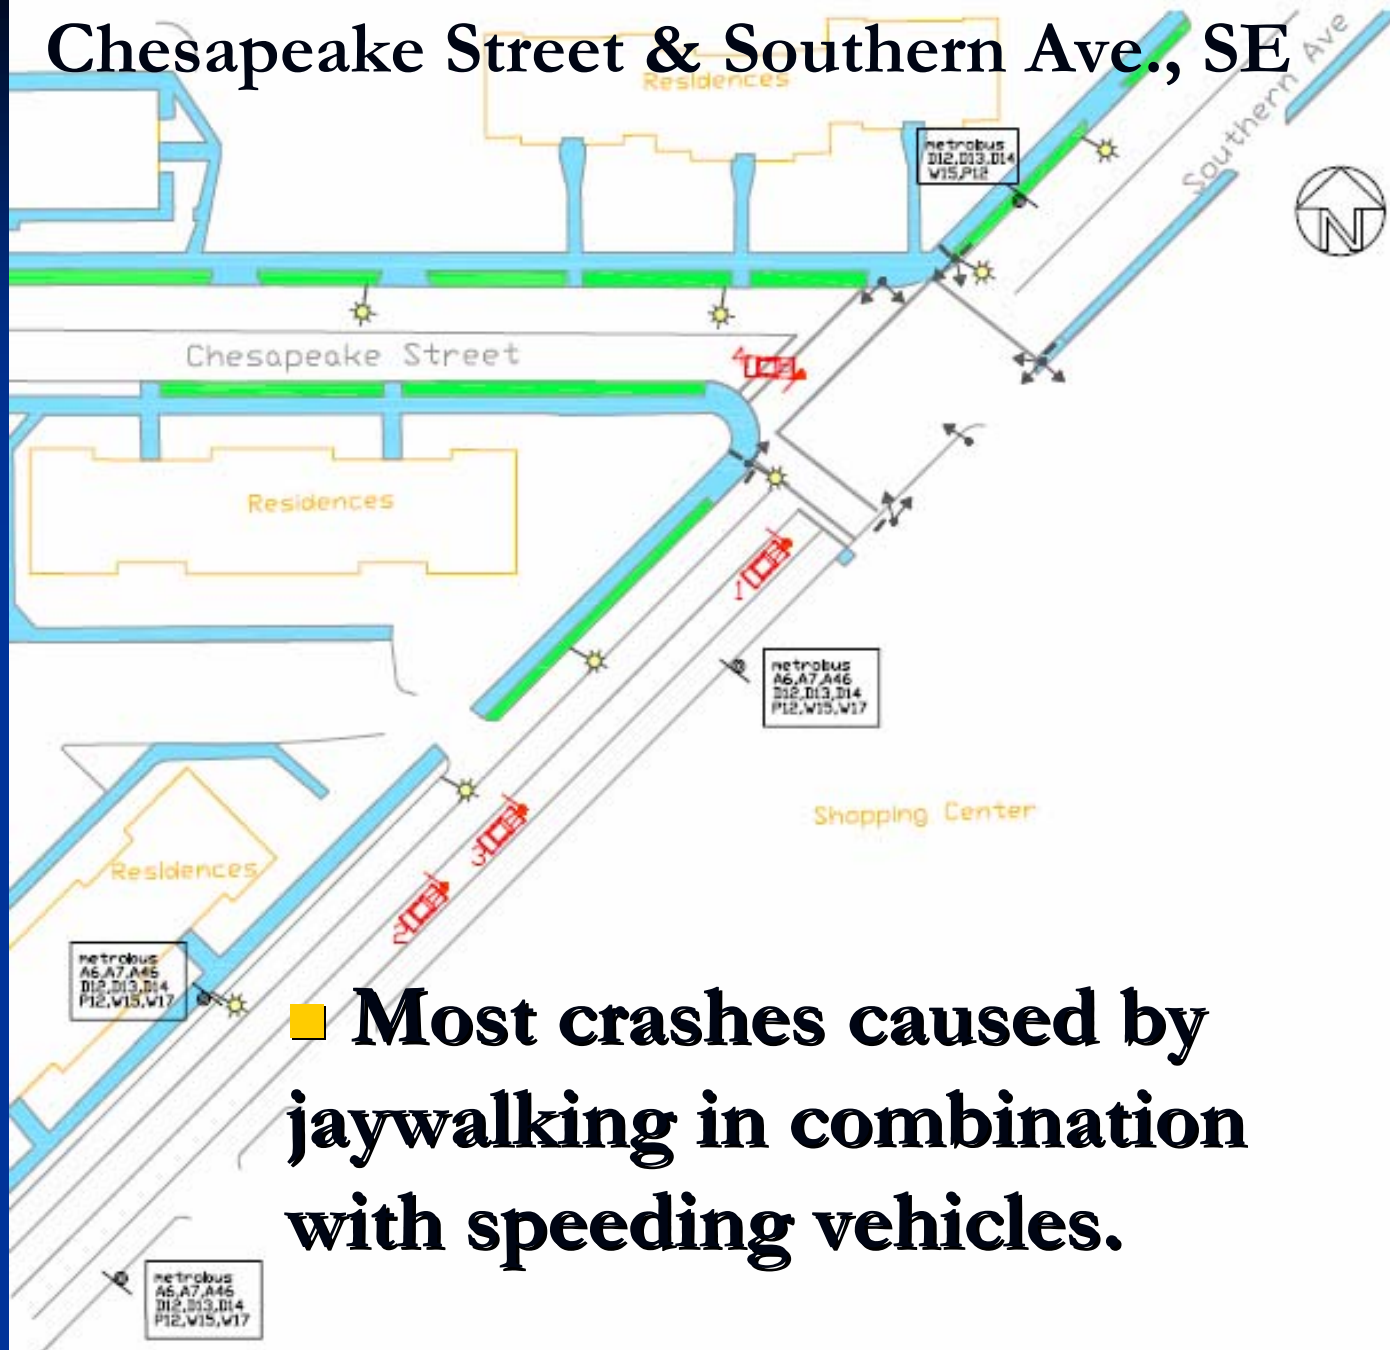 Chesapeake Street & Southern Ave., SE
Residences
Southern Ave
metrobus
D12,D13,D14
W15,P12
N
Chesapeake Street
Residences
metrobus
A6,A7,A46
D12,D13,D14
P12,W15,W17
Shopping Center
Residences
metrobus
A6,A7,A46
D12,D13,D14
P12,W15,W17
Most crashes caused by
jaywalking in combination
with speeding vehicles.
metrobus
A6,A7,A46
D12,D13,D14
P12,W15,W17